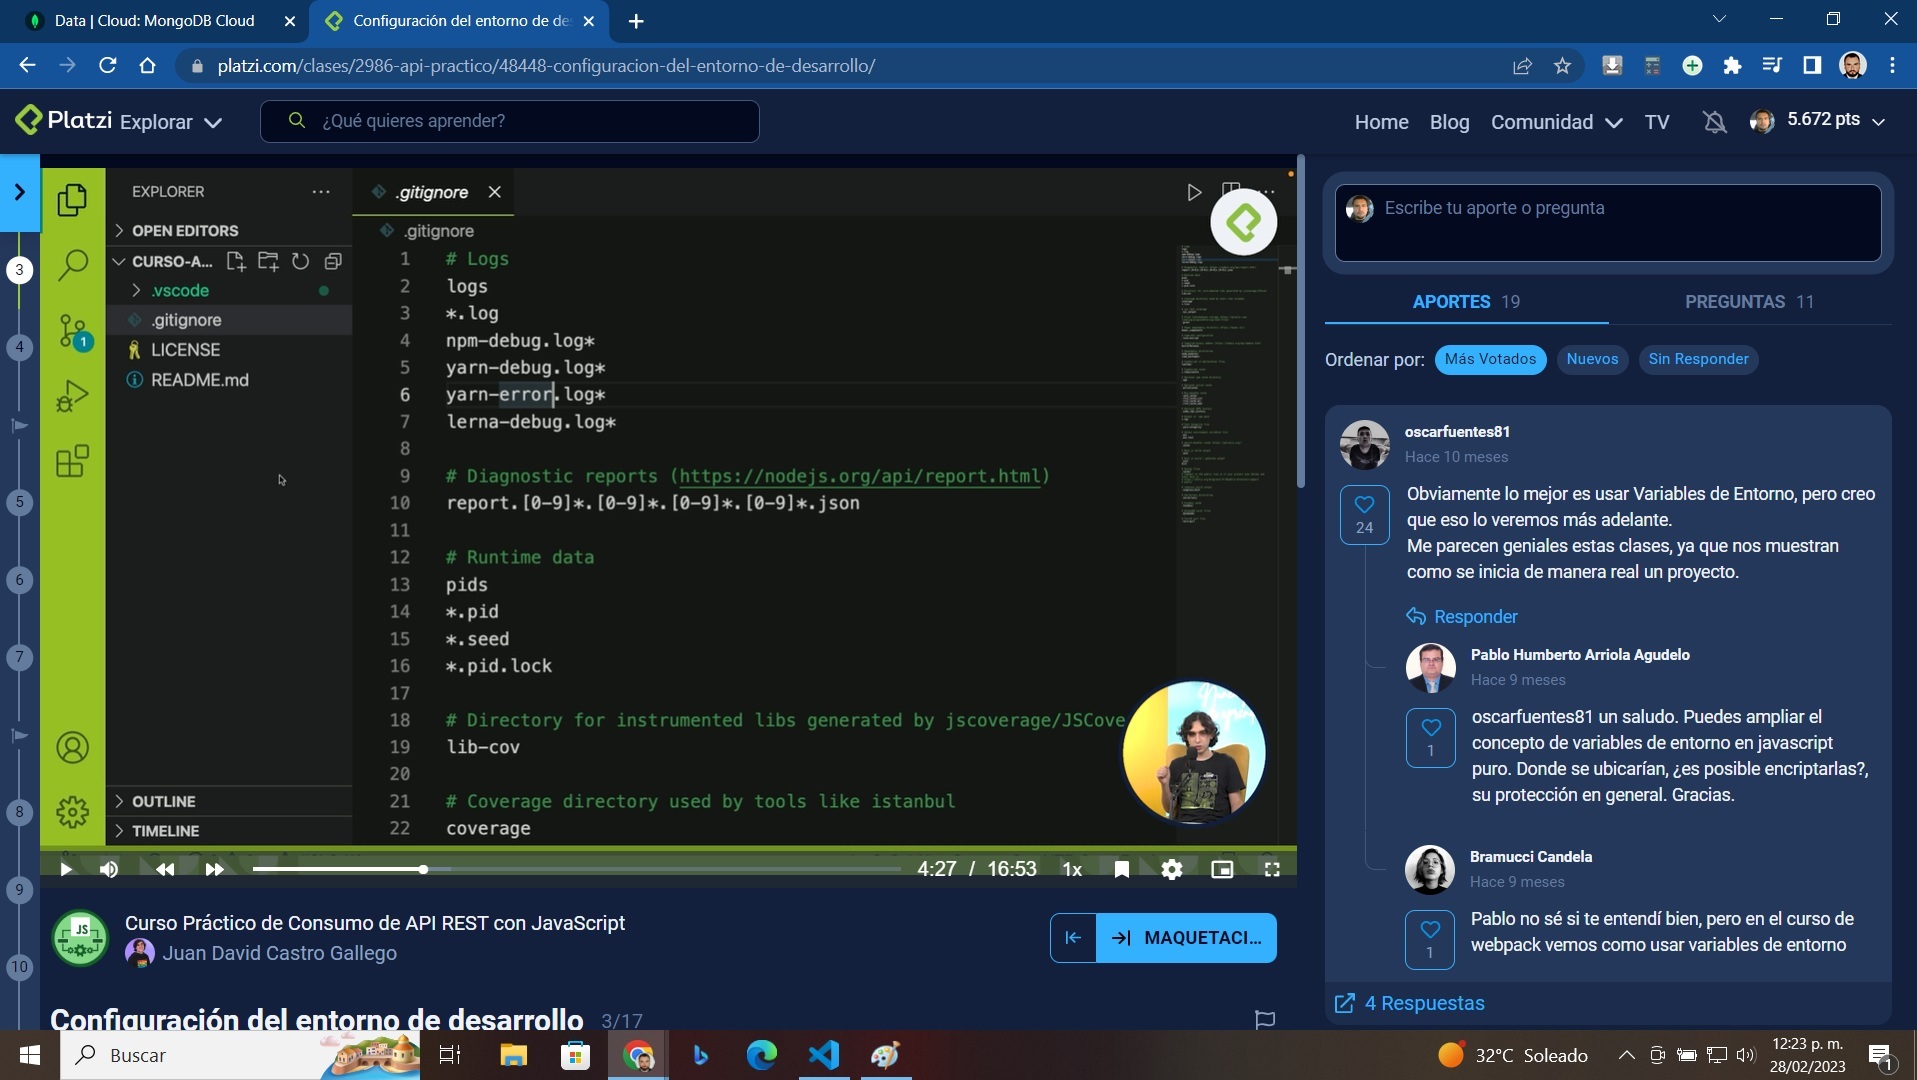 Data | Cloud: MongoDB Cloud
Configuración del entorno de de
platzi.com/clases/2986-api-practico/48448-configuracion-del-entorno-de-desarrollo/
Platzi
Explorar
¿Qué quieres aprender?
Home
Blog
Comunidad
TV
5.672 pts
EXPLORER
OPEN EDITORS
CURSO-A...
.vscode
.gitignore
LICENSE
README.md
OUTLINE
TIMELINE
1
.gitignore
.gitignore
1 # Logs
2 logs
3 *.log
4 npm-debug.log*
5 yarn-debug.log*
6 yarn-error.log*
7 lerna-debug.log*
8
9 # Diagnostic reports (https://nodejs.org/api/report.html)
10 report.[0-9]*.[0-9]*.[0-9]*.[0-9]*.json
11
12 # Runtime data
13 pids
14 *.pid
15 *.seed
16 *.pid.lock
17
18 # Directory for instrumented libs generated by jscoverage/JSCove
19 lib-cov
20
21 # Coverage directory used by tools like istanbul
22 coverage
3
4
5
6
7
8
9
10
4:27 / 16:53
1x
JS
Curso Práctico de Consumo de API REST con JavaScript
Juan David Castro Gallego
MAQUETACI...
Configuración del entorno de desarrollo 3/17
Escribe tu aporte o pregunta
APORTES 19
PREGUNTAS 11
Ordenar por:
Más Votados
Nuevos
Sin Responder
oscarfuentes81
Hace 10 meses
24
Obviamente lo mejor es usar Variables de Entorno, pero creo
que eso lo veremos más adelante.
Me parecen geniales estas clases, ya que nos muestran
como se inicia de manera real un proyecto.
Responder
Pablo Humberto Arriola Agudelo
Hace 9 meses
1
oscarfuentes81 un saludo. Puedes ampliar el
concepto de variables de entorno en javascript
puro. Donde se ubicarían, ¿es posible encriptarlas?,
su protección en general. Gracias.
Bramucci Candela
Hace 9 meses
1
Pablo no sé si te entendí bien, pero en el curso de
webpack vemos como usar variables de entorno
4 Respuestas
Buscar
32°C Soleado
12:23 p. m.
28/02/2023
1